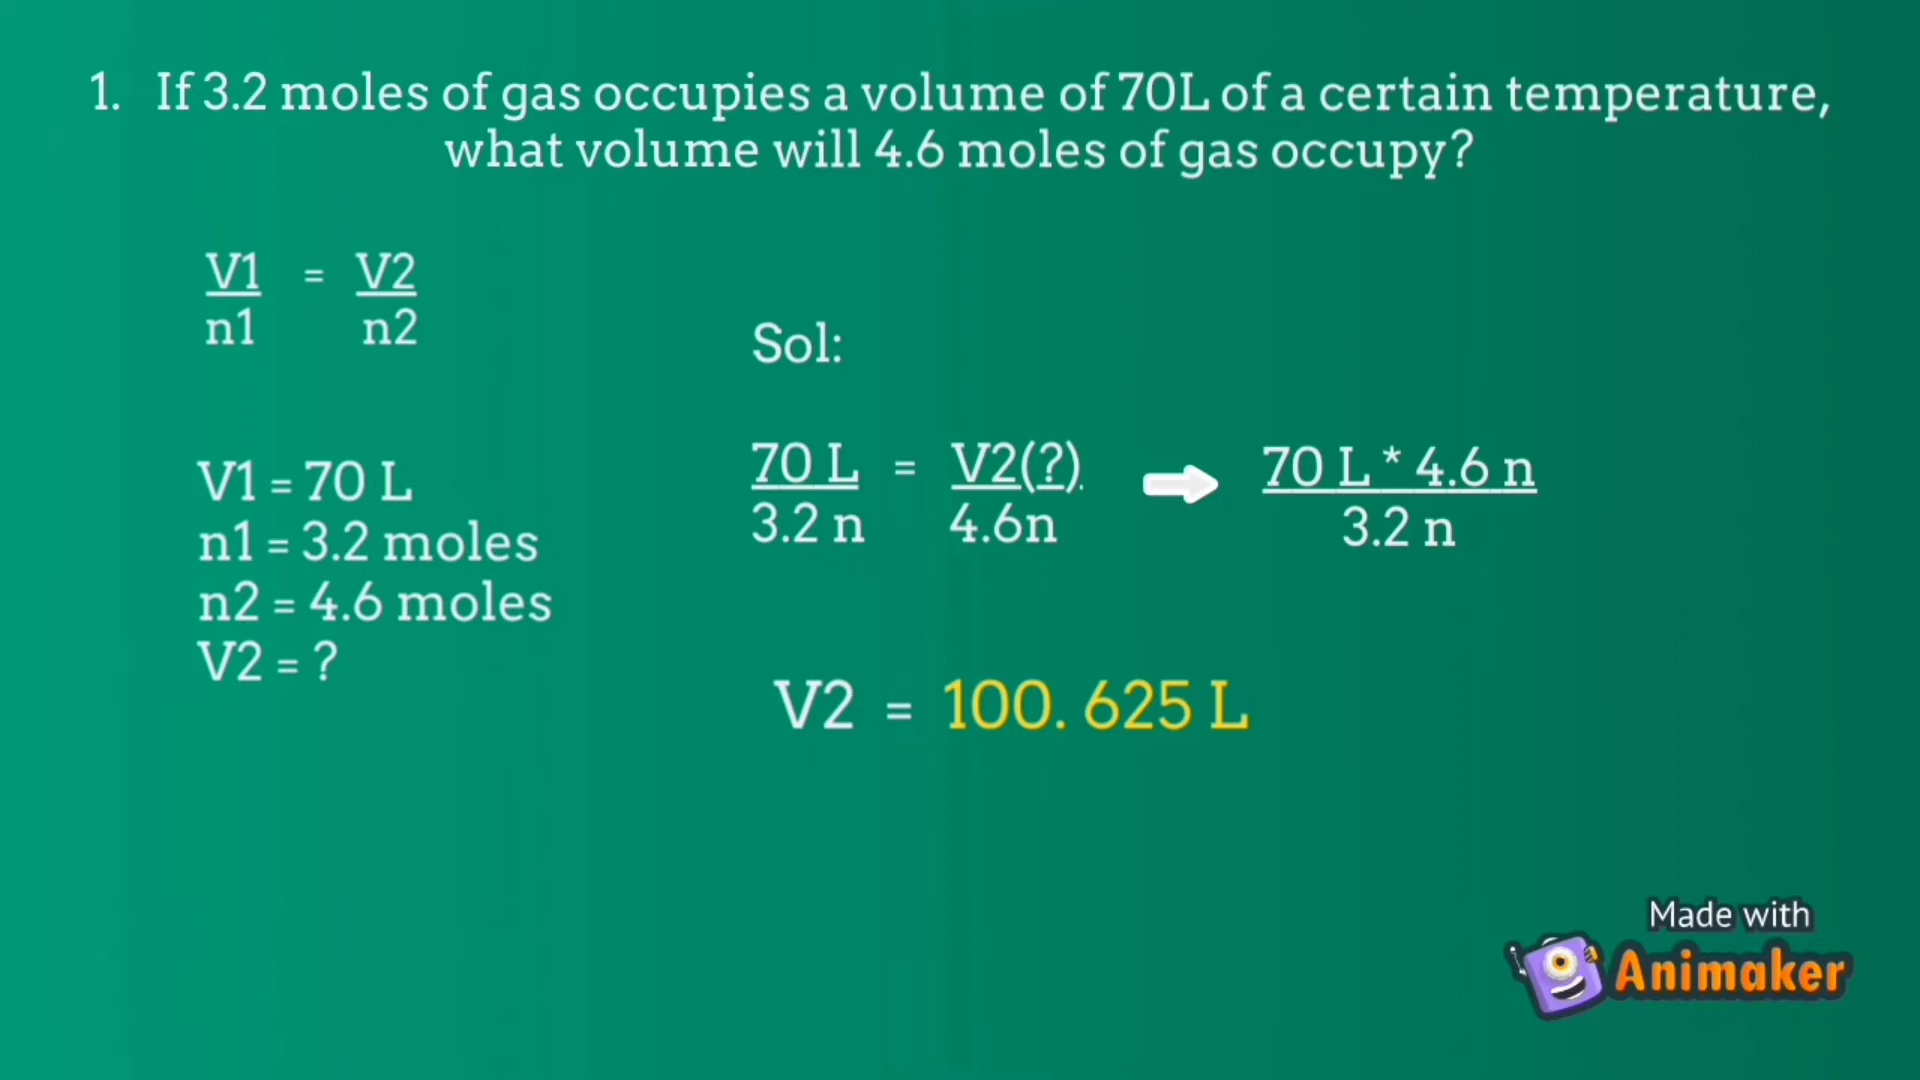 1. If 3.2 moles of gas occupies a volume of 70L of a certain temperature,
what volume will 4.6 moles of gas occupy?
V1 = V2
n1 n2
V1 = 70 L
n1 = 3.2 moles
n2 = 4.6 moles
V2 = ?
Sol:
70 L = V2(?)
3.2 n 4.6n
70 L * 4.6 n
3.2 n
V2 = 100. 625 L
Made with
Animaker